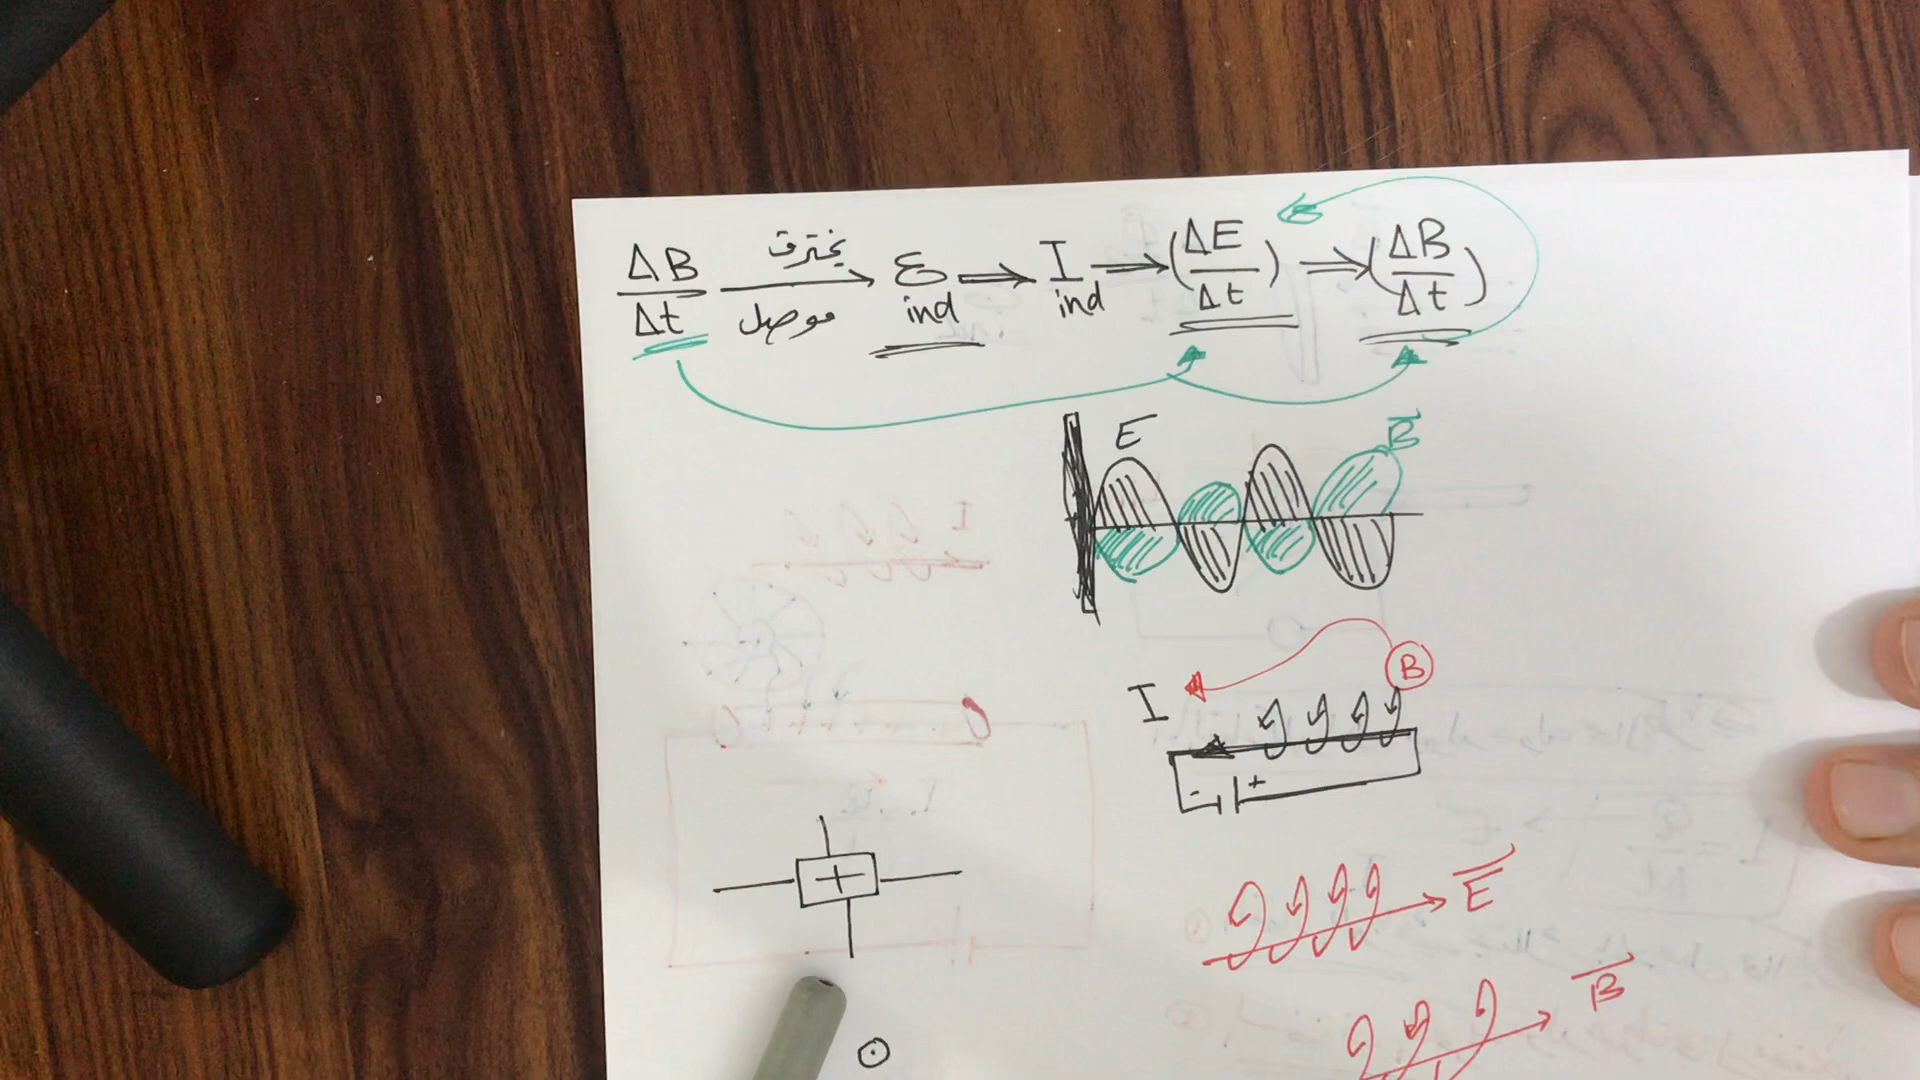 ΔB/Δt يخترق موصل → ε ind ⇒ I ind → (ΔE/Δt) ⇒ (ΔB/Δt)
E B
B
I
- +
E
+
B